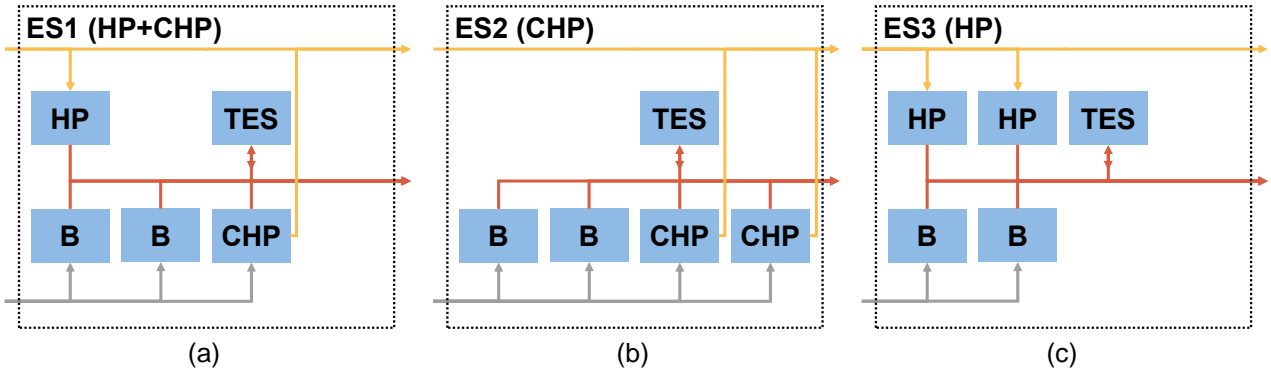 ES1 (HP+CHP)
HP
TES
B
B
CHP
(a)
ES2 (CHP)
TES
B
B
CHP
CHP
(b)
ES3 (HP)
HP
HP
TES
B
B
(c)